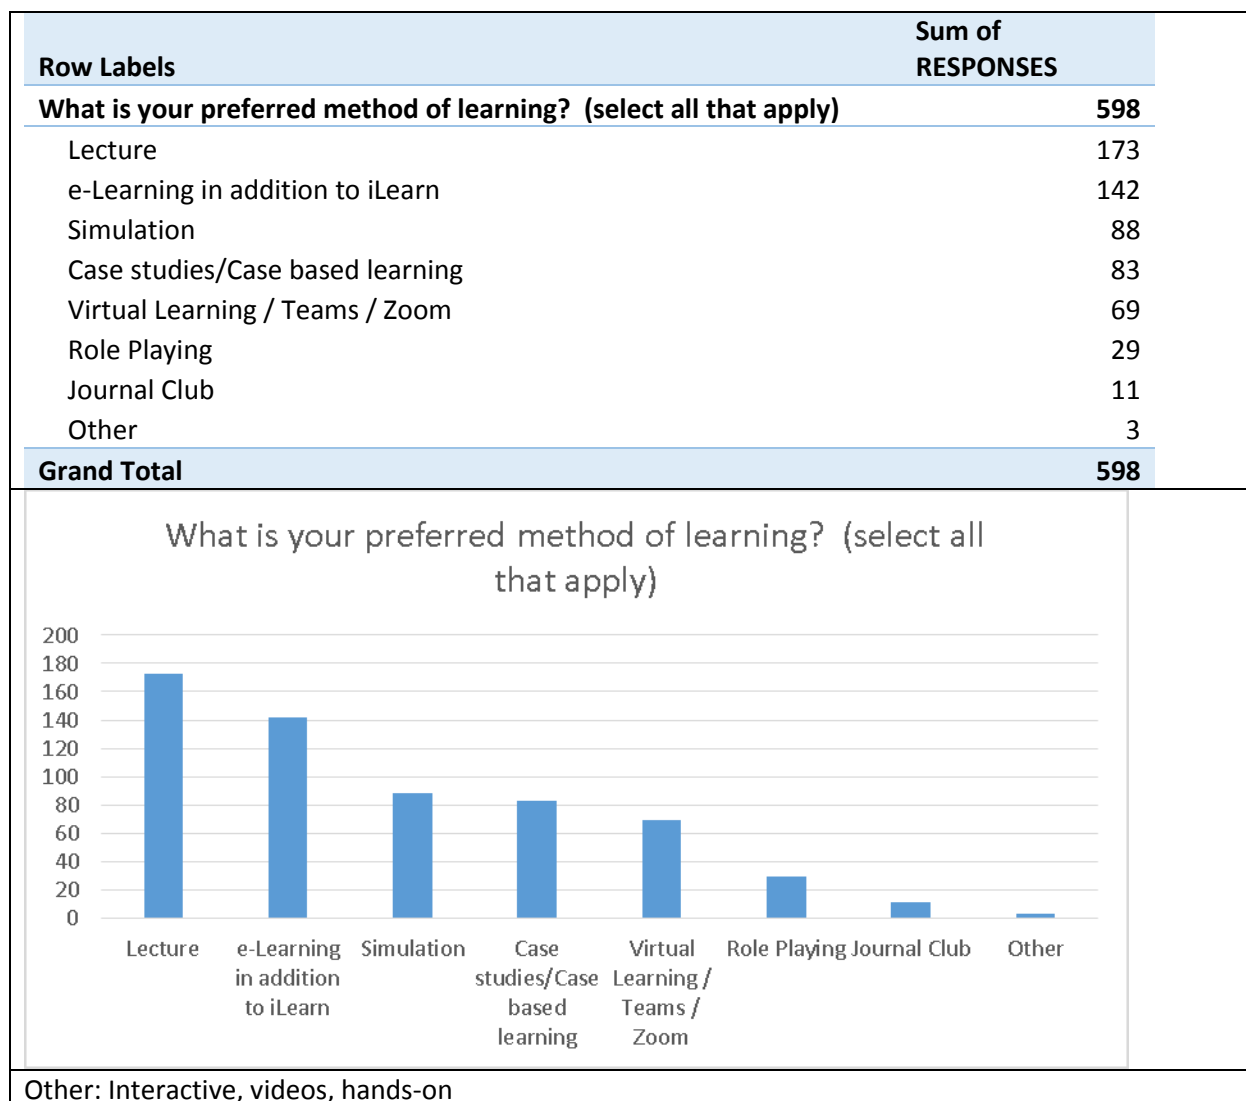 Sum of
Row Labels RESPONSES
What is your preferred method of learning?  (select all that apply) 598
Lecture 173
e-Learning in addition to iLearn 142
Simulation 88
Case studies/Case based learning 83
Virtual Learning / Teams / Zoom 69
Role Playing 29
Journal Club 11
Other 3
Grand Total 598
What is your preferred method of learning?  (select all
that apply)
200
180
160
140
120
100
80
60
40
20
0
Lecture e-Learning Simulation Case Virtual Role Playing Journal Club Other
in addition studies/Case Learning /
to iLearn based Teams /
learning Zoom
Other: Interactive, videos, hands-on